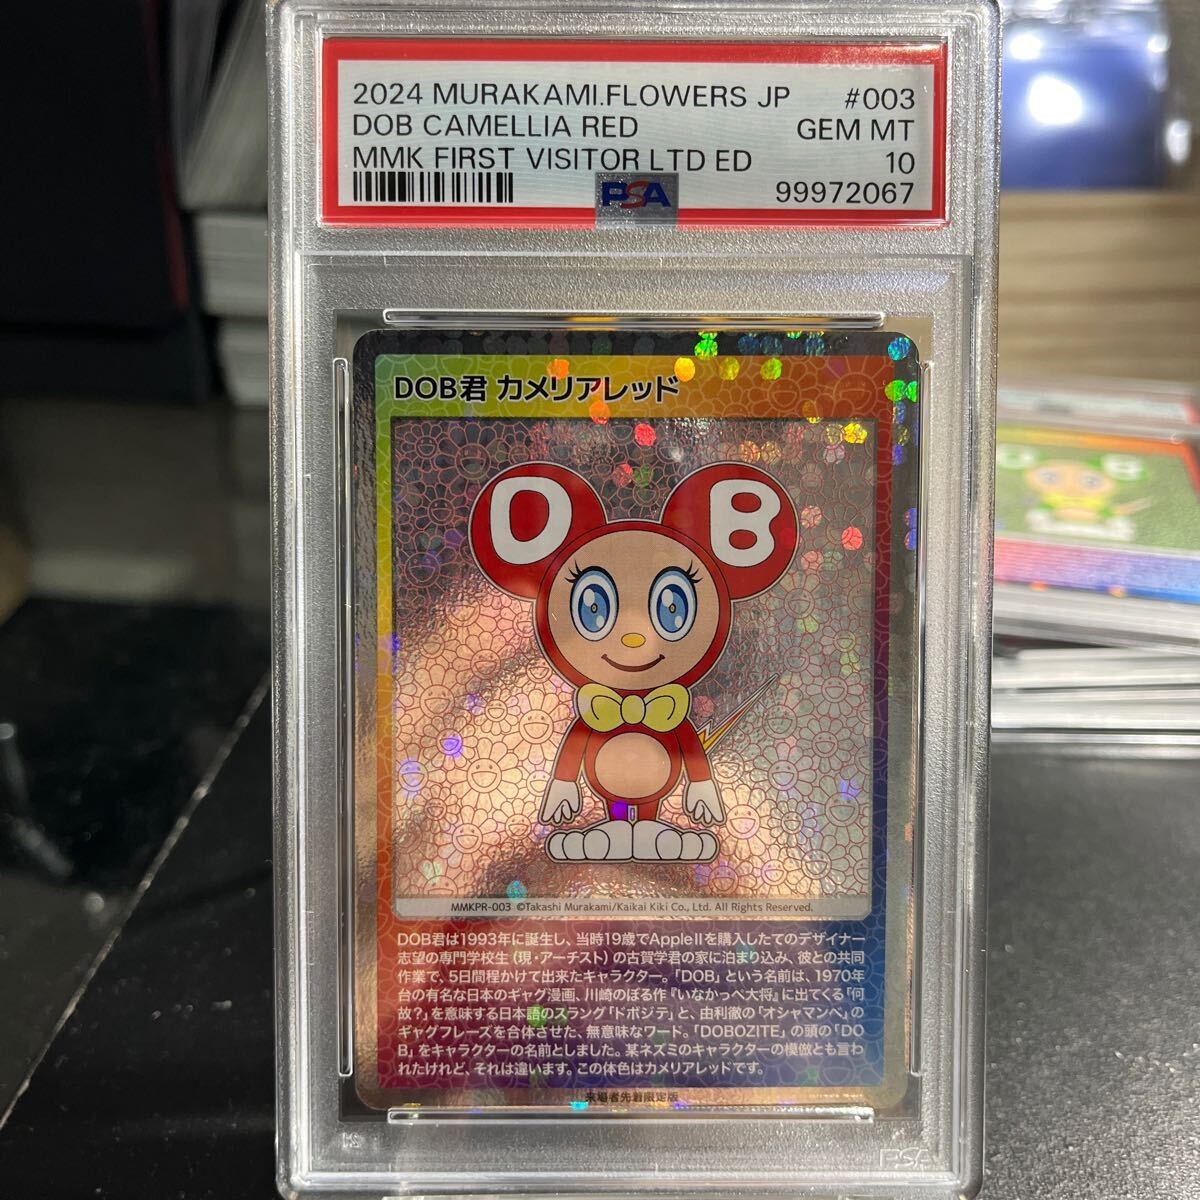 2024 MURAKAMI.FLOWERS JP #003
DOB CAMELLIA RED GEM MT
MMK FIRST VISITOR LTD ED 10
PSA 99972067
DOB君 カメリアレッド
D B
MMKPR-003 ©Takashi Murakami/Kaikai Kiki Co., Ltd. All Rights Reserved.
DOB君は1993年に誕生し、当時19歳でAppleⅡを購入したてのデザイナー
志望の専門学校生（現・アーチスト）の古賀学君の家に泊まり込み、彼との共同
作業で、5日間程かけて出来たキャラクター。「DOB」という名前は、1970年
台の有名な日本のギャグ漫画、川崎のぼる作『いなかっぺ大将』に出てくる「何
故?」を意味する日本語のスラング「ドボジテ」と、由利徹の「オシャマンベ」の
ギャグフレーズを合体させた、無意味なワード。「DOBOZITE」の頭の「DO
B」をキャラクターの名前としました。某ネズミのキャラクターの模倣とも言わ
れたけれど、それは違います。この体色はカメリアレッドです。
来場者先着限定版
PSA
D B